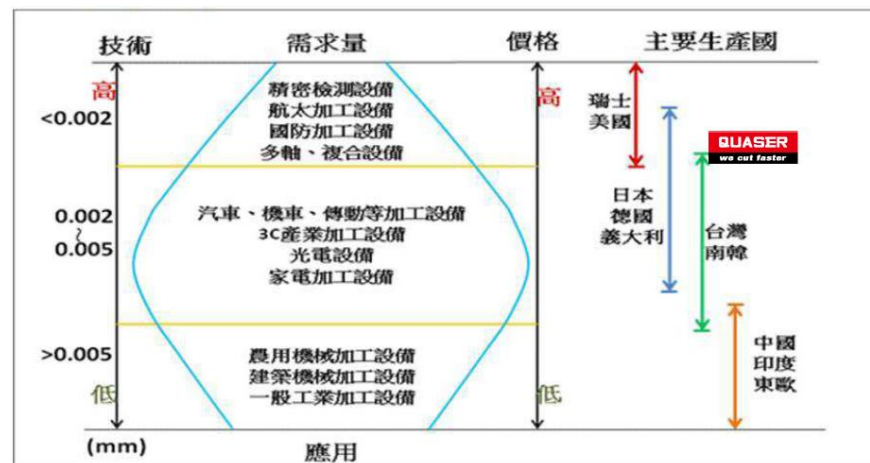 技術
需求量
價格
主要生產國
高
<0.002
精密檢測設備
航太加工設備
國防加工設備
多軸、複合設備
高
瑞士
美國
QUASER
we cut faster
0.002
~
0.005
汽車、機車、傳動等加工設備
3C產業加工設備
光電設備
家電加工設備
日本
德國
義大利
台灣
南韓
>0.005
低
農用機械加工設備
建築機械加工設備
一般工業加工設備
低
中國
印度
東歐
(mm)
應用